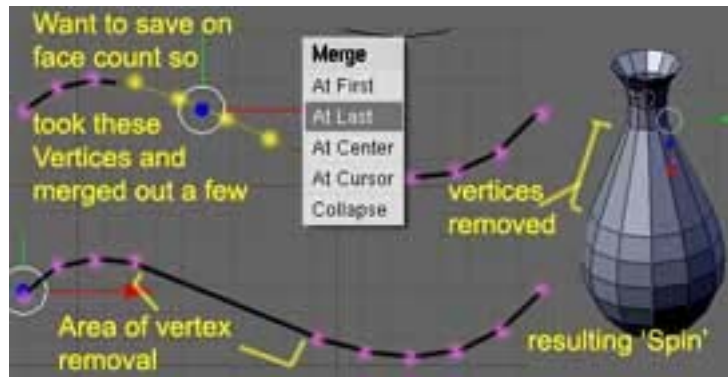 Want to save on
face count so
took these
Vertices and
merged out a few
Merge
At First
At Last
At Center
At Cursor
Collapse
vertices
removed
Area of vertex
removal
resulting 'Spin'